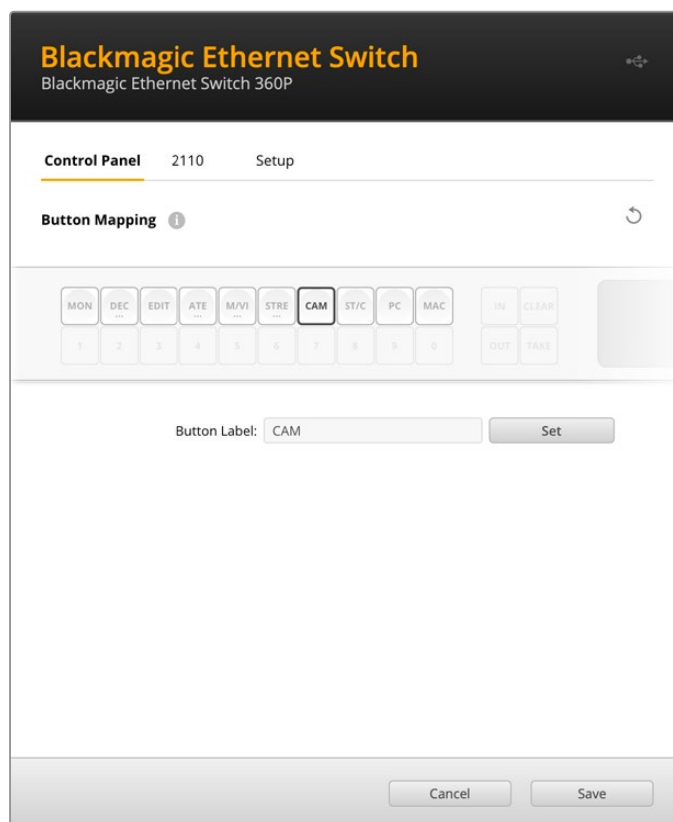 Blackmagic Ethernet Switch
Blackmagic Ethernet Switch 360P
Control Panel 2110 Setup
Button Mapping i
MON DEC ... EDIT ATE ... M/VI ... STRE ... CAM ST/C PC MAC IN CLEAR
1 2 3 4 5 6 7 8 9 0 OUT TAKE
Button Label: CAM Set
Cancel Save